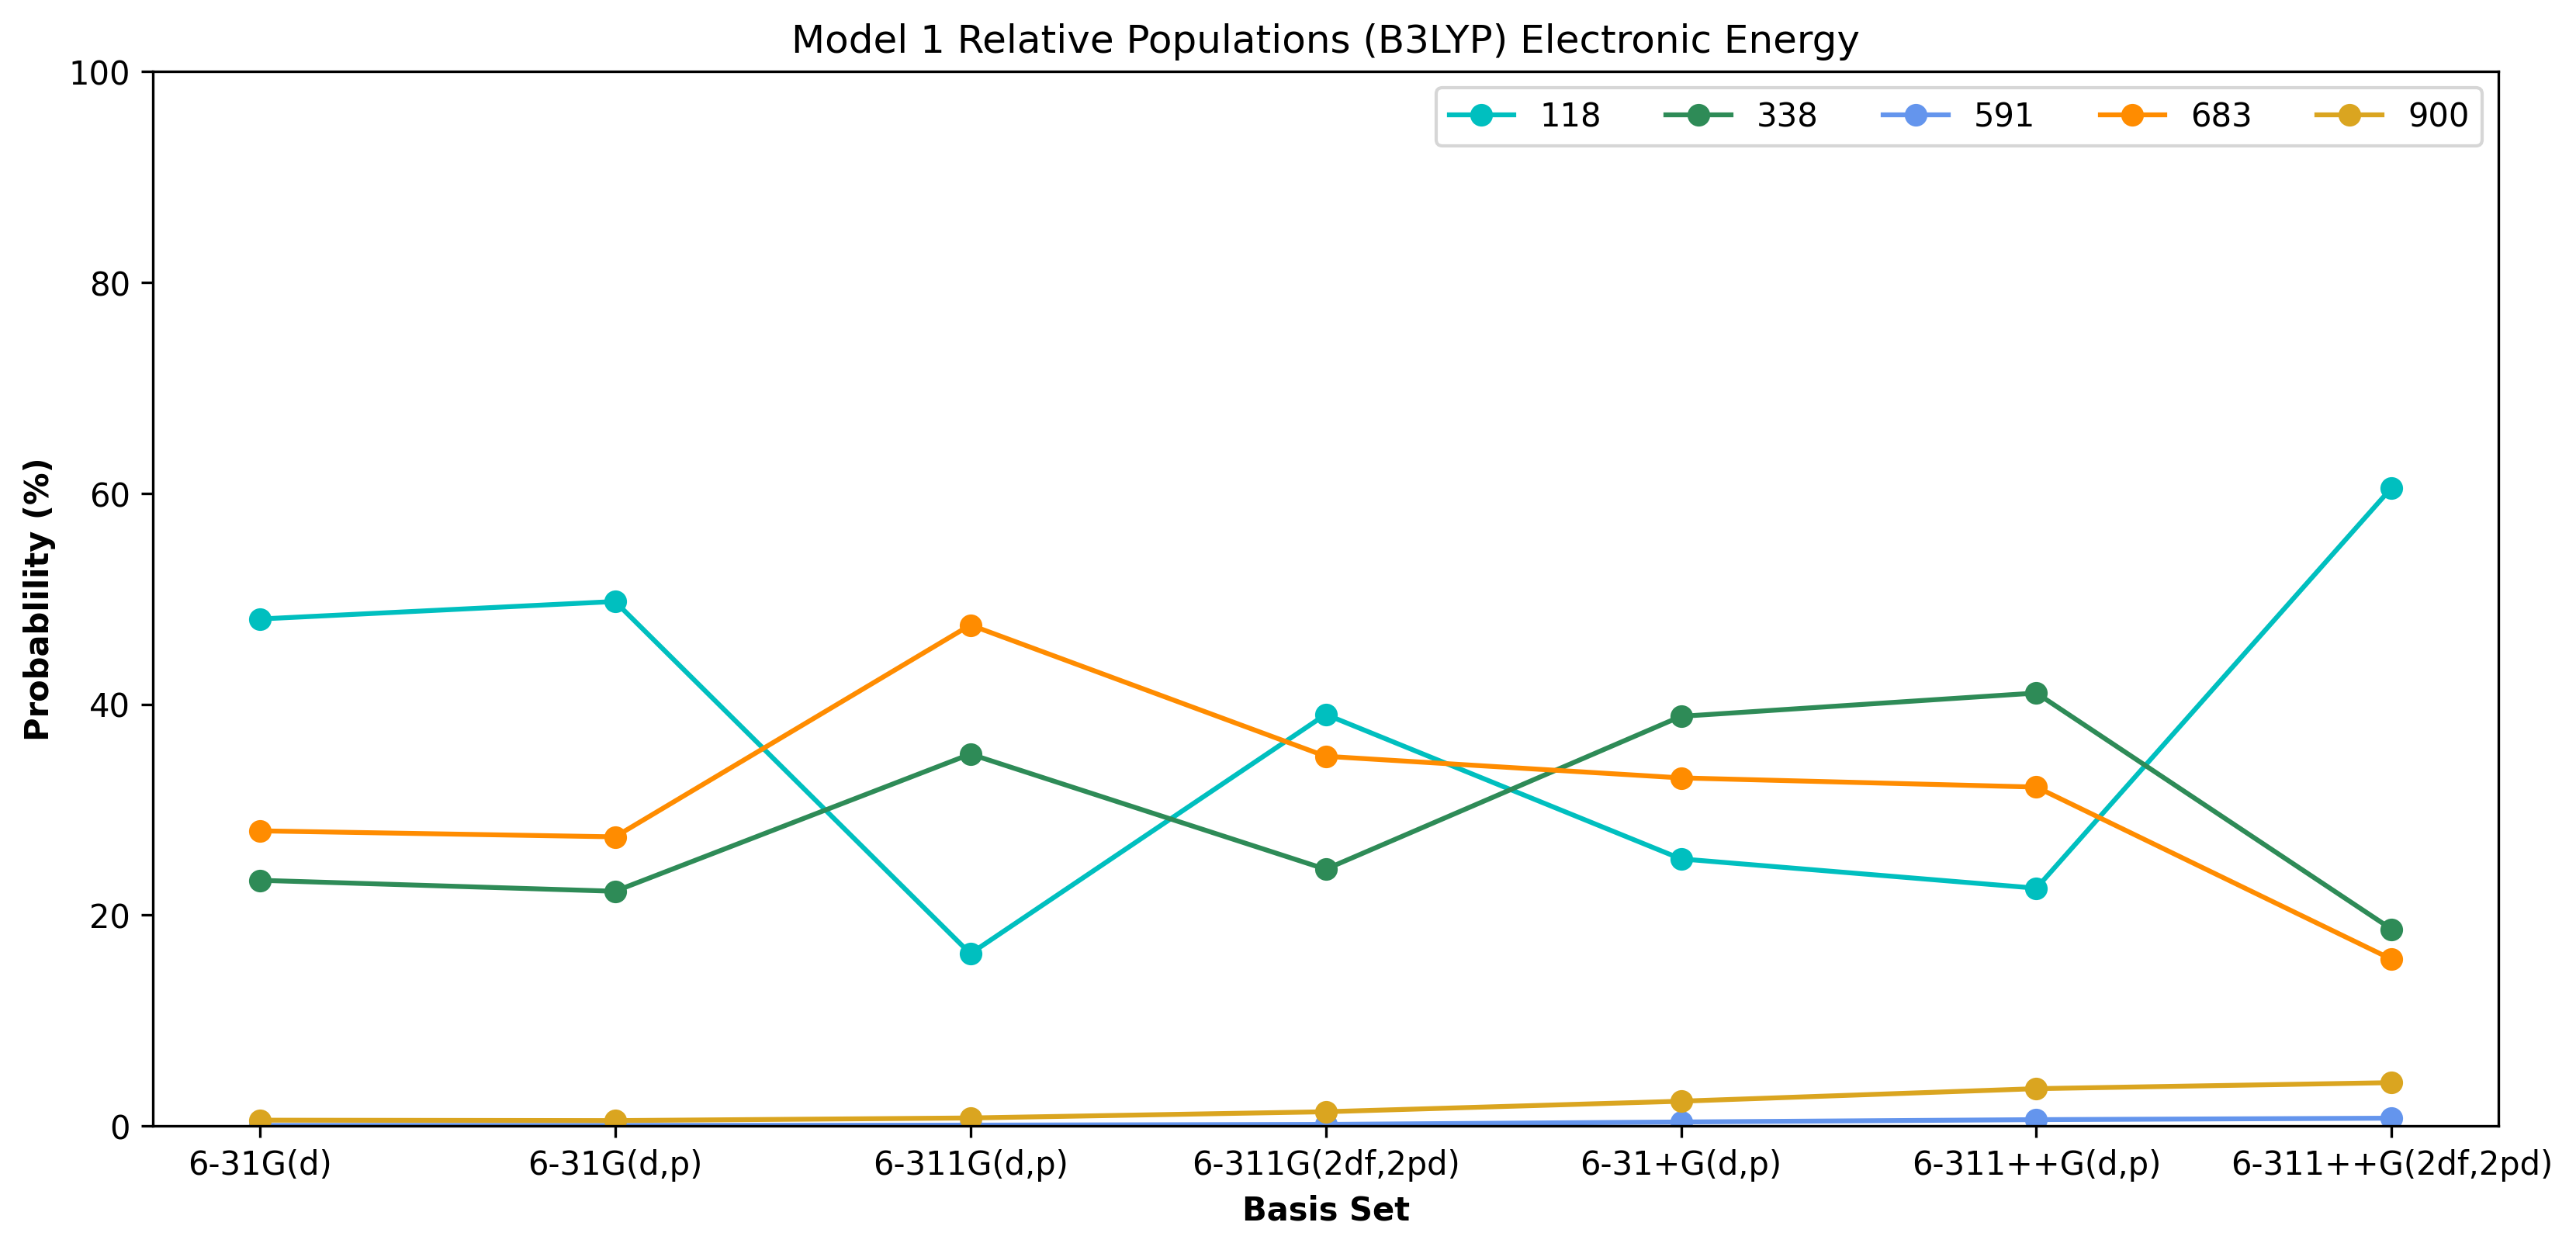 Model 1 Relative Populations (B3LYP) Electronic Energy
100
118 338 591 683 900
80
60
40
20
0
Probablility (%)
6-31G(d) 6-31G(d,p) 6-311G(d,p) 6-311G(2df,2pd) 6-31+G(d,p) 6-311++G(d,p) 6-311++G(2df,2pd)
Basis Set